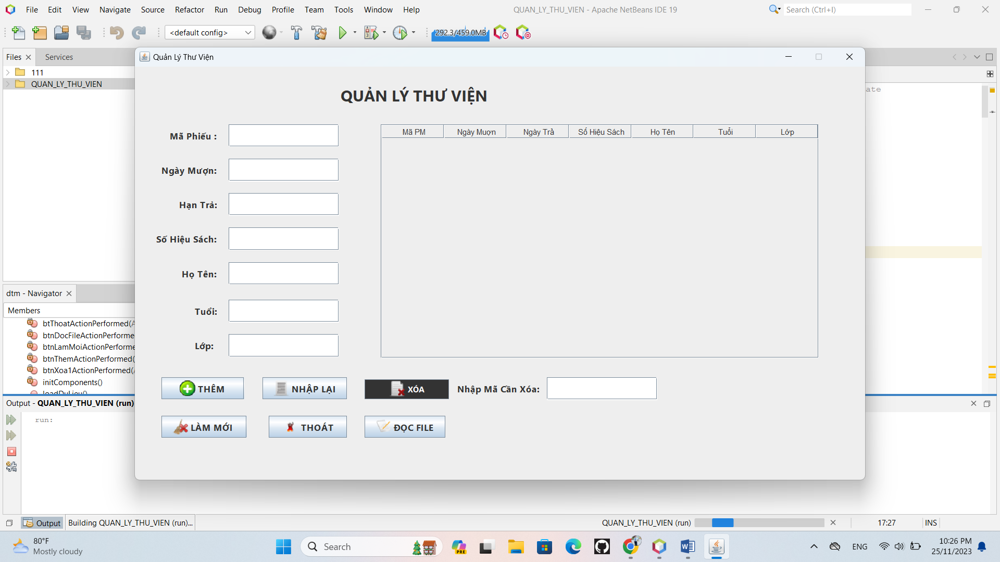 File Edit View Navigate Source Refactor Run Debug Profile Team Tools Window Help
QUAN_LY_THU_VIEN - Apache NetBeans IDE 19
Search (Ctrl+I)
<default config>
292.3/459.0MB
Files
Services
111
QUAN_LY_THU_VIEN
ate
Quản Lý Thư Viện
QUẢN LÝ THƯ VIỆN
Mã Phiếu :
Ngày Mượn:
Hạn Trả:
Số Hiệu Sách:
Họ Tên:
Tuổi:
Lớp:
Mã PM Ngày Muợn Ngày Trả Số Hiệu Sách Họ Tên Tuổi Lớp
THÊM
NHẬP LẠI
XÓA
Nhập Mã Cần Xóa:
LÀM MỚI
THOÁT
ĐỌC FILE
dtm - Navigator
Members
btThoatActionPerformed(A
btnDocFileActionPerforme
btnLamMoiActionPerforme
btnThemActionPerformed(
btnXoa1ActionPerformed(
initComponents()
loadDuLieu()
Output - QUAN_LY_THU_VIEN (run)
run:
Output
Building QUAN_LY_THU_VIEN (run)...
QUAN_LY_THU_VIEN (run)
17:27
INS
80°F
Mostly cloudy
Search
PRE
ENG
10:26 PM
25/11/2023